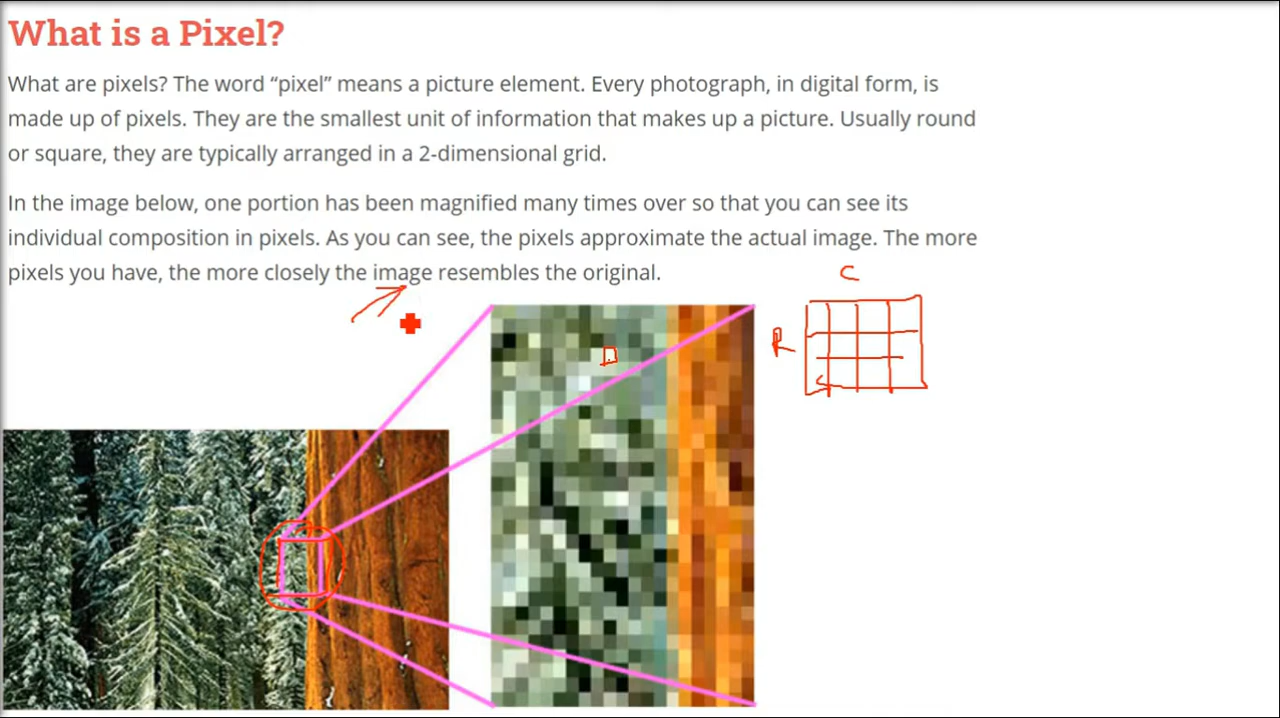 What is a Pixel?
What are pixels? The word “pixel” means a picture element. Every photograph, in digital form, is
made up of pixels. They are the smallest unit of information that makes up a picture. Usually round
or square, they are typically arranged in a 2-dimensional grid.
In the image below, one portion has been magnified many times over so that you can see its
individual composition in pixels. As you can see, the pixels approximate the actual image. The more
pixels you have, the more closely the image resembles the original.
C
R